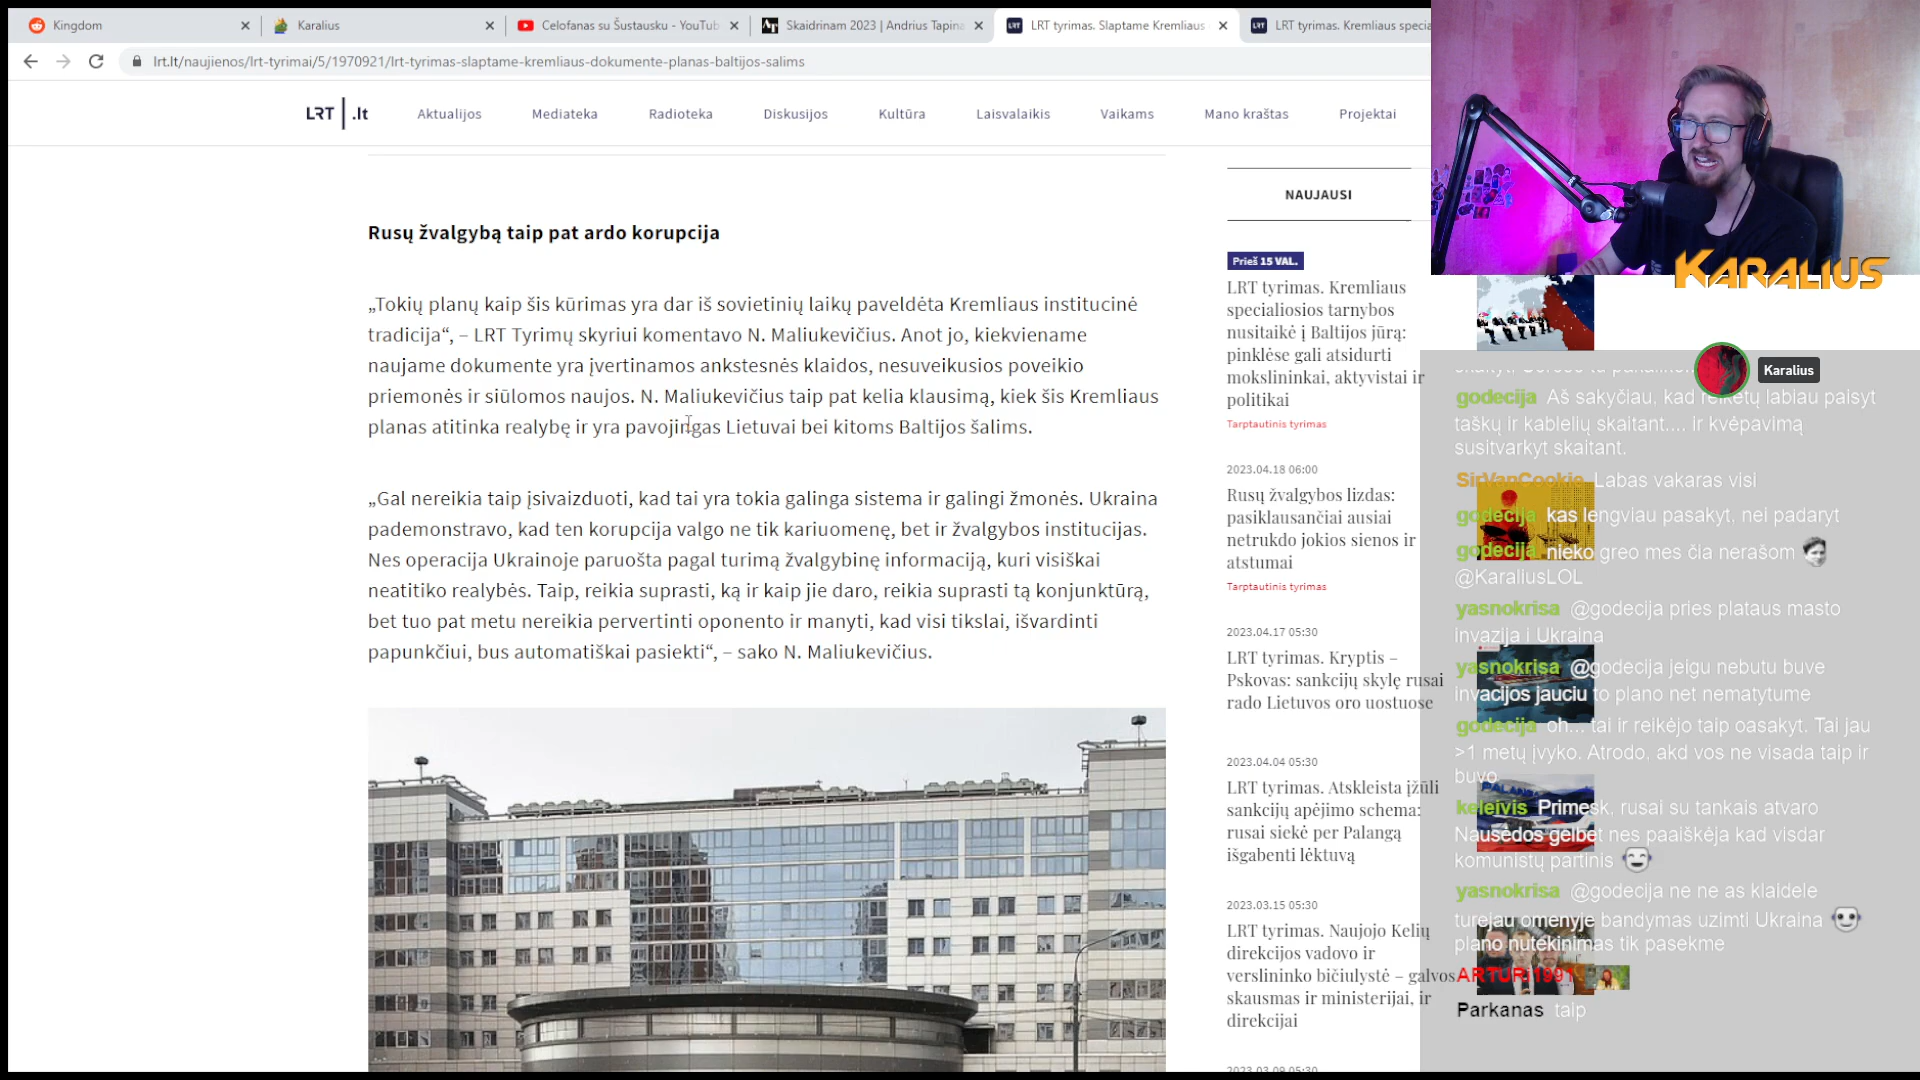 Kingdom
Karalius
Celofanas su Šustausku - YouTub
Skaidrinam 2023 | Andrius Tapina
LRT tyrimas. Slaptame Kremliaus
LRT tyrimas. Kremliaus specia
lrt.lt/naujienos/lrt-tyrimai/5/1970921/lrt-tyrimas-slaptame-kremliaus-dokumente-planas-baltijos-salims
LRT .lt
Aktualijos
Mediateka
Radioteka
Diskusijos
Kultūra
Laisvalaikis
Vaikams
Mano kraštas
Projektai
Rusų žvalgybą taip pat ardo korupcija
„Tokių planų kaip šis kūrimas yra dar iš sovietinių laikų paveldėta Kremliaus institucinė
tradicija“, – LRT Tyrimų skyriui komentavo N. Maliukevičius. Anot jo, kiekviename
naujame dokumente yra įvertinamos ankstesnės klaidos, nesuveikusios poveikio
priemonės ir siūlomos naujos. N. Maliukevičius taip pat kelia klausimą, kiek šis Kremliaus
planas atitinka realybę ir yra pavojingas Lietuvai bei kitoms Baltijos šalims.
„Gal nereikia taip įsivaizduoti, kad tai yra tokia galinga sistema ir galingi žmonės. Ukraina
pademonstravo, kad ten korupcija valgo ne tik kariuomenę, bet ir žvalgybos institucijas.
Nes operacija Ukrainoje paruošta pagal turimą žvalgybinę informaciją, kuri visiškai
neatitiko realybės. Taip, reikia suprasti, ką ir kaip jie daro, reikia suprasti tą konjunktūrą,
bet tuo pat metu nereikia pervertinti oponento ir manyti, kad visi tikslai, išvardinti
papunkčiui, bus automatiškai pasiekti“, – sako N. Maliukevičius.
NAUJAUSI
Prieš 15 VAL.
LRT tyrimas. Kremliaus
specialiosios tarnybos
nusitaikė į Baltijos jūrą:
pinklėse gali atsidurti
mokslininkai, aktyvistai ir
politikai
Tarptautinis tyrimas
2023.04.18 06:00
Rusų žvalgybos lizdas:
pasiklausančiai ausiai
netrukdo jokios sienos ir
atstumai
Tarptautinis tyrimas
2023.04.17 05:30
LRT tyrimas. Kryptis –
Pskovas: sankcijų skylę rusai
rado Lietuvos oro uostuose
2023.04.04 05:30
LRT tyrimas. Atskleista įžūli
sankcijų apėjimo schema:
rusai siekė per Palangą
išgabenti lėktuvą
2023.03.15 05:30
LRT tyrimas. Naujojo Kelių
direkcijos vadovo ir
verslininko bičiulystė – galvos
skausmas ir ministerijai, ir
direkcijai
2023.03.09 05:30
KARALIUS
Karalius
godecija Aš sakyčiau, kad reikėtų labiau paisyt
taškų ir kablelių skaitant.... ir kvėpavimą
susitvarkyt skaitant.
SirVanCookie Labas vakaras visi
godecija kas lengviau pasakyt, nei padaryt
godecija nieko greo mes čia nerašom
@KaraliusLOL
yasnokrisa @godecija pries plataus masto
invazija i Ukraina
yasnokrisa @godecija jeigu nebutu buve
invacijos jauciu to plano net nematytume
godecija oh... tai ir reikėjo taip oasakyt. Tai jau
>1 metų įvyko. Atrodo, akd vos ne visada taip ir
buvo
PALANGA
keleivis Primesk, rusai su tankais atvaro
Nausėdos gelbėt nes paaiškėja kad visdar
komunistų partinis
yasnokrisa @godecija ne ne as klaidele
turejau omenyje bandymas uzimti Ukraina
plano nutekinimas tik pasekme
ARTURj1991
Parkanas taip